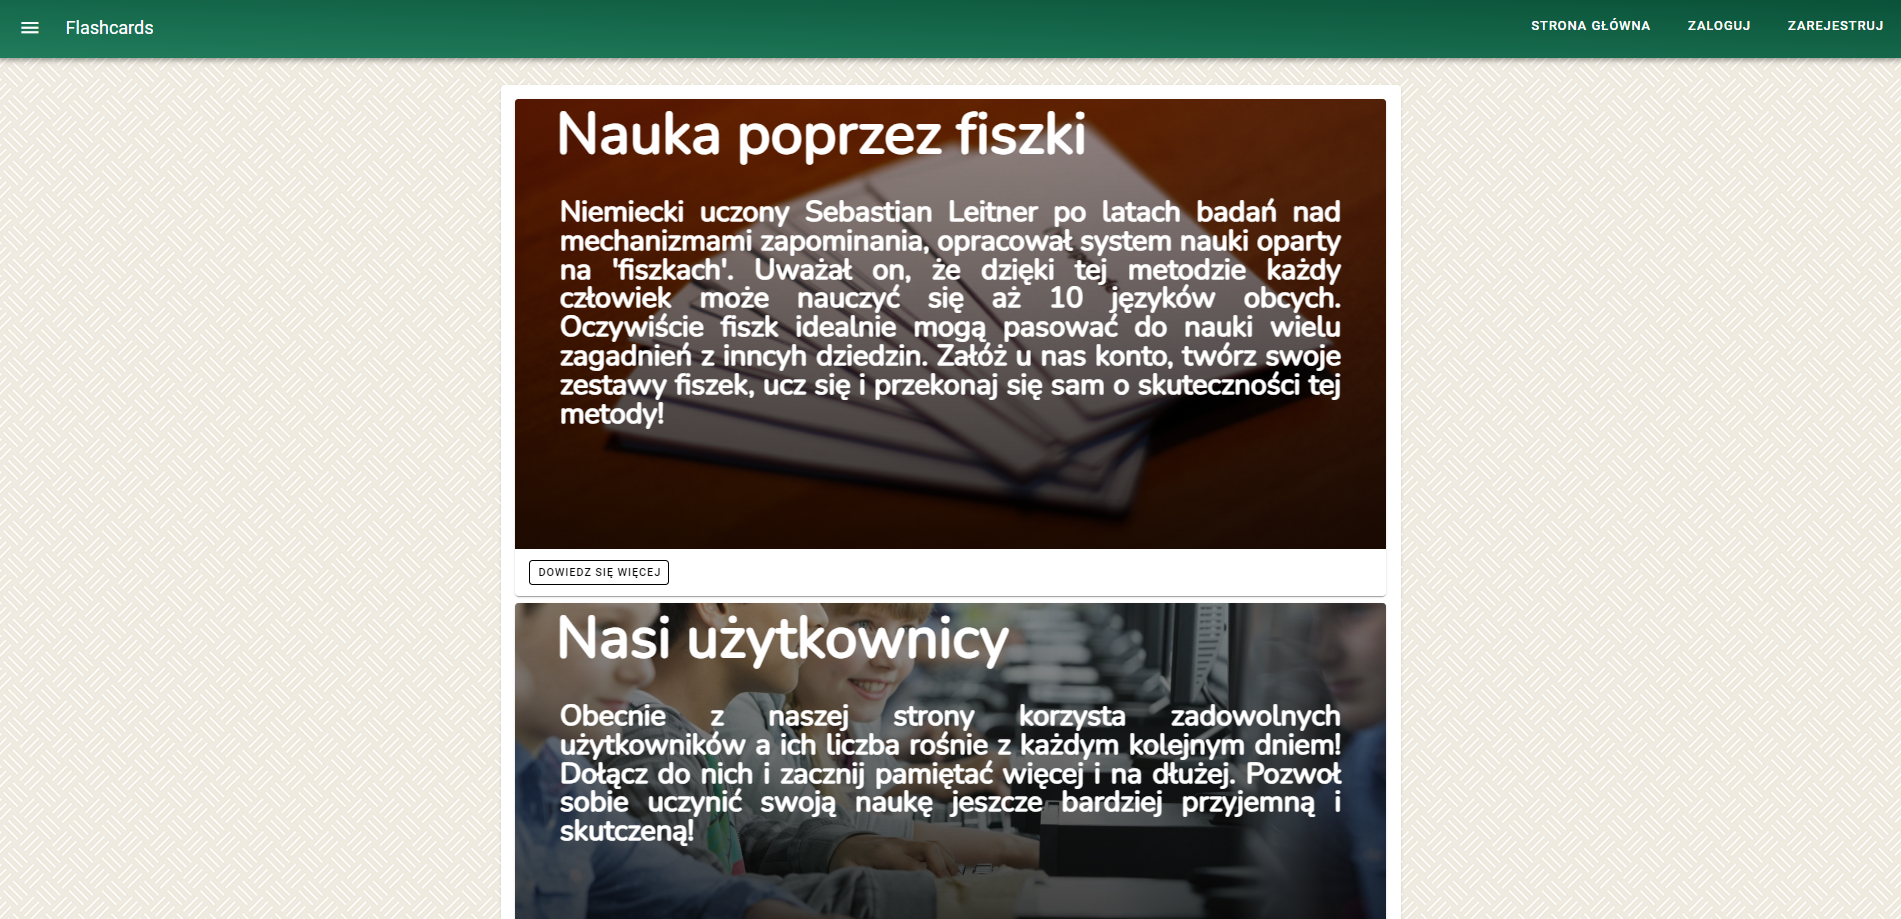 Flashcards
STRONA GŁÓWNA
ZALOGUJ
ZAREJESTRUJ
Nauka poprzez fiszki
Niemiecki uczony Sebastian Leitner po latach badań nad
mechanizmami zapominania, opracował system nauki oparty
na 'fiszkach'. Uważał on, że dzięki tej metodzie każdy
człowiek może nauczyć się aż 10 języków obcych.
Oczywiście fiszk idealnie mogą pasować do nauki wielu
zagadnień z inncyh dziedzin. Załóż u nas konto, twórz swoje
zestawy fiszek, ucz się i przekonaj się sam o skuteczności tej
metody!
DOWIEDZ SIĘ WIĘCEJ
Nasi użytkownicy
Obecnie z naszej strony korzysta zadowolnych
użytkowników a ich liczba rośnie z każdym kolejnym dniem!
Dołącz do nich i zacznij pamiętać więcej i na dłużej. Pozwoł
sobie uczynić swoją naukę jeszcze bardziej przyjemną i
skutczeną!